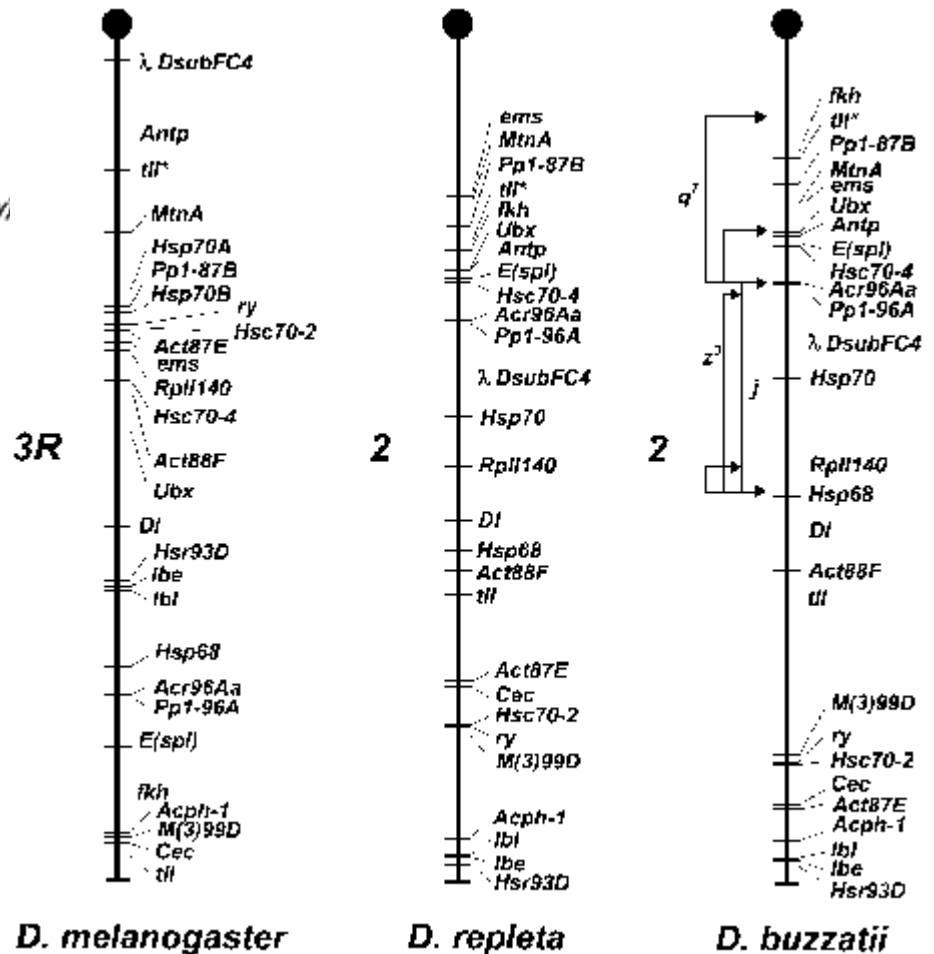 λ DsubFC4
Antp
tll*
MtnA
Hsp70A
Pp1-87B
Hsp70B
ry
Hsc70-2
Act87E
ems
RpII140
Hsc70-4
3R
Act88F
Ubx
Dl
Hsr93D
lbe
lbl
Hsp68
Acr96Aa
Pp1-96A
E(spl)
fkh
Acph-1
M(3)99D
Cec
tll
D. melanogaster
ems
MtnA
Pp1-87B
tll*
fkh
Ubx
Antp
E(spl)
Hsc70-4
Acr96Aa
Pp1-96A
λ DsubFC4
Hsp70
2
RpII140
Dl
Hsp68
Act88F
tll
Act87E
Cec
Hsc70-2
ry
M(3)99D
Acph-1
lbl
lbe
Hsr93D
D. repleta
fkh
tll*
Pp1-87B
MtnA
ems
Ubx
Antp
E(spl)
Hsc70-4
Acr96Aa
Pp1-96A
λ DsubFC4
Hsp70
2
RpII140
Hsp68
Dl
Act88F
tll
M(3)99D
ry
Hsc70-2
Cec
Act87E
Acph-1
lbl
lbe
Hsr93D
q⁷
z³
j
D. buzzatii